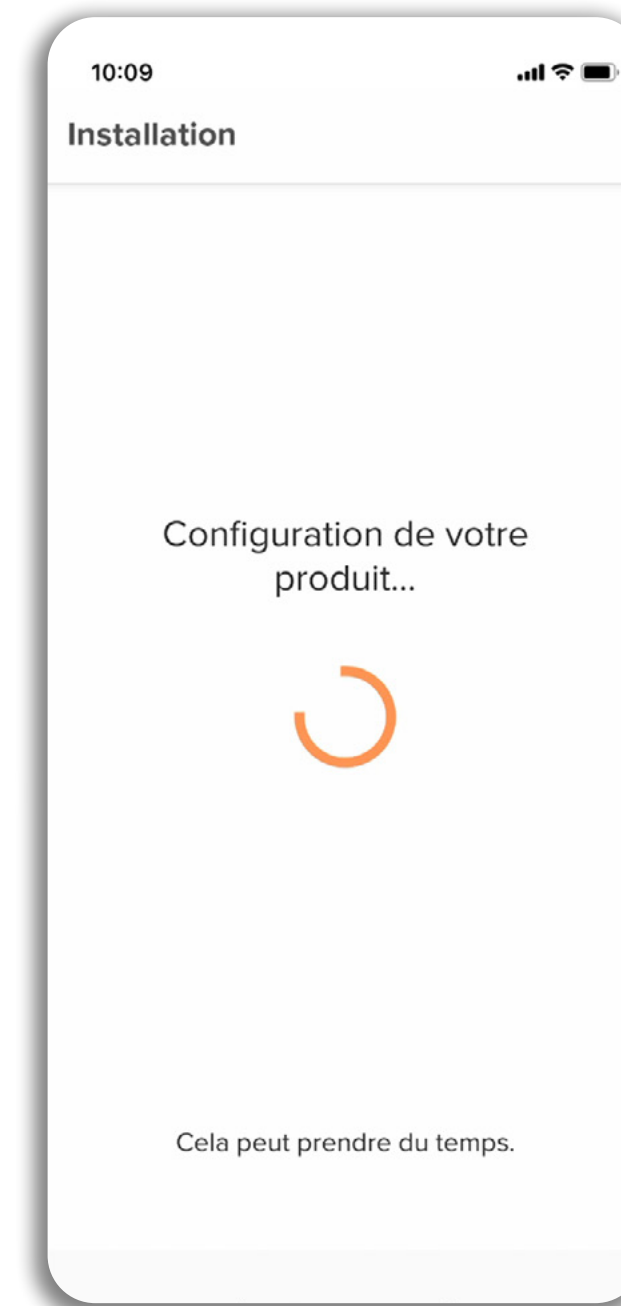 10:09
Installation
Configuration de votre
produit...
Cela peut prendre du temps.